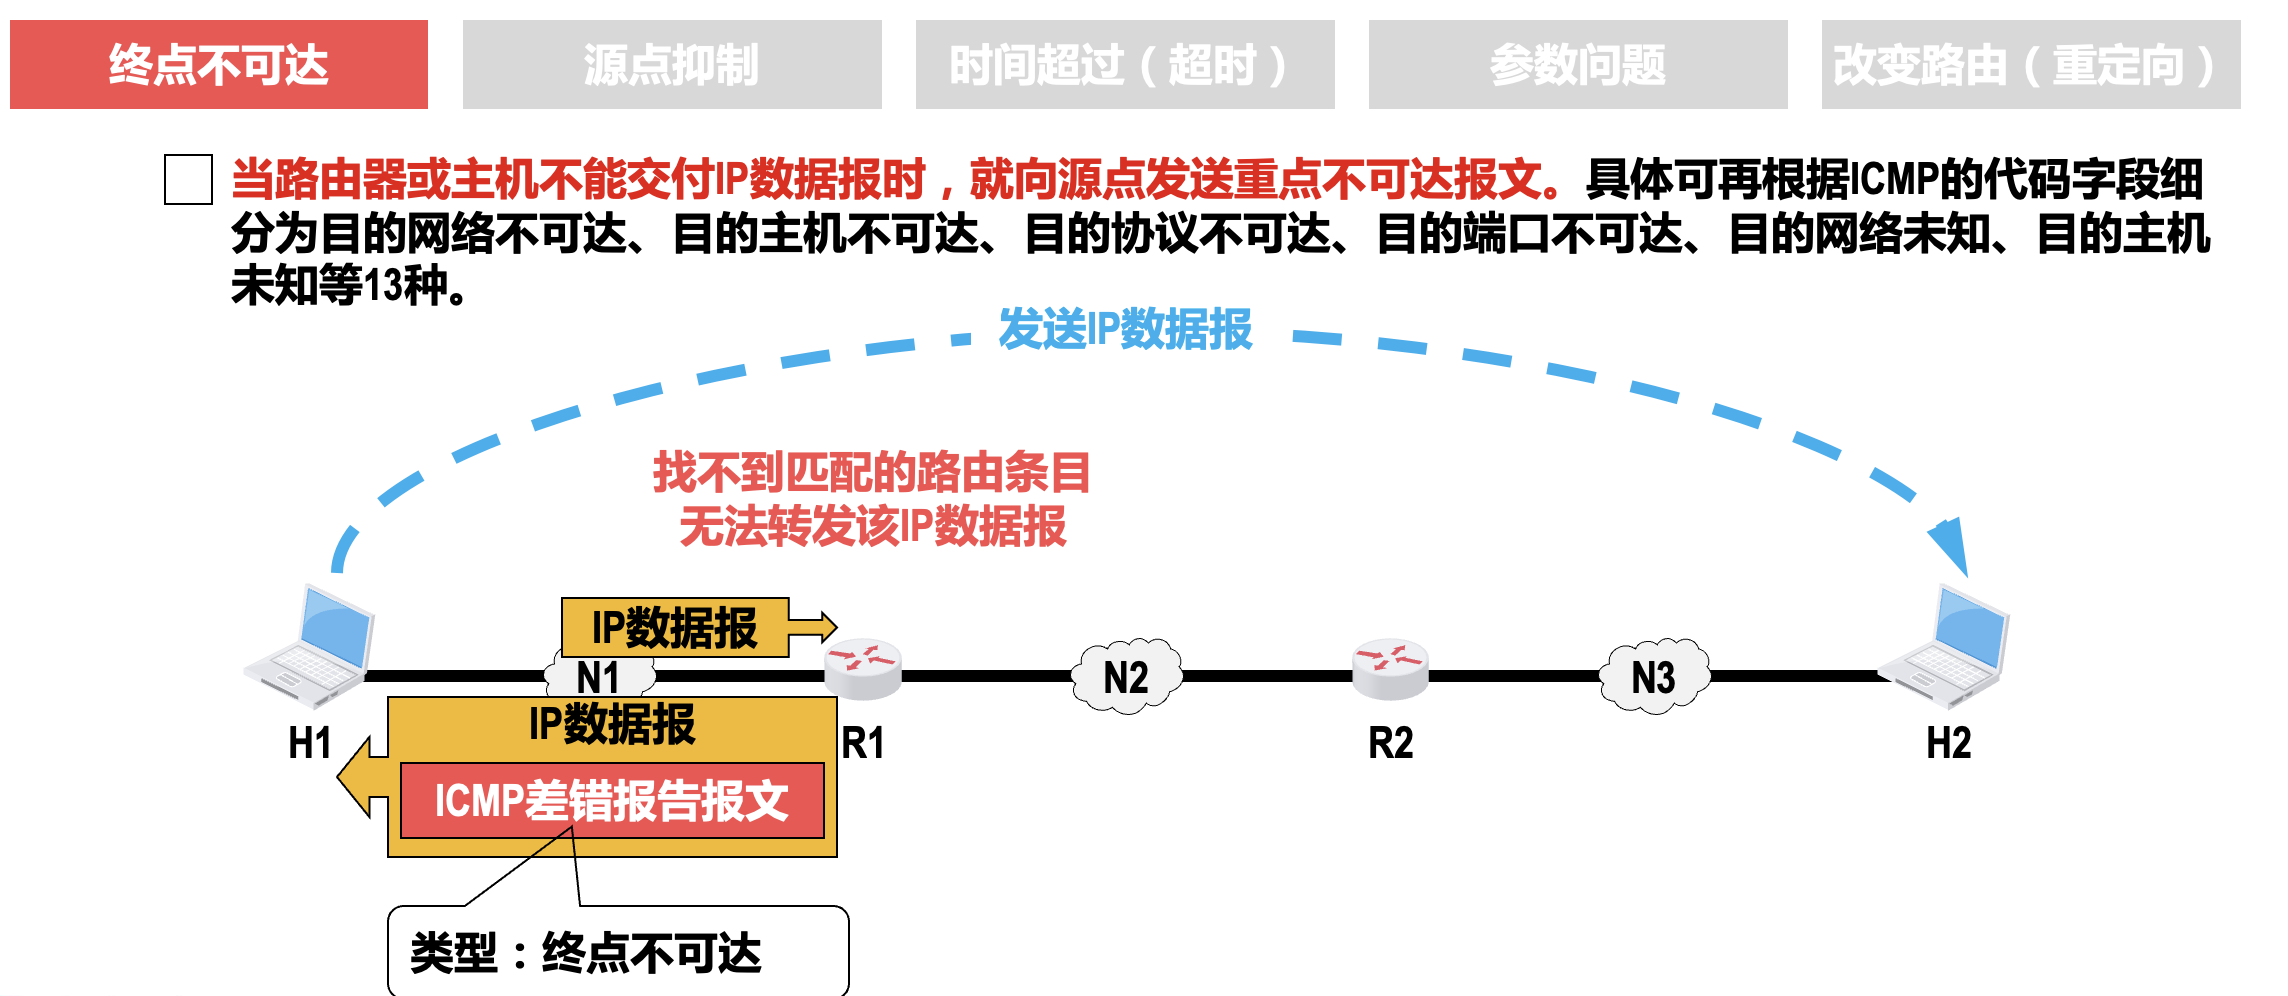 终点不可达
源点抑制
时间超过（超时）
参数问题
改变路由（重定向）
当路由器或主机不能交付IP数据报时，就向源点发送重点不可达报文。具体可再根据ICMP的代码字段细
分为目的网络不可达、目的主机不可达、目的协议不可达、目的端口不可达、目的网络未知、目的主机
未知等13种。
发送IP数据报
找不到匹配的路由条目
无法转发该IP数据报
IP数据报
N1
N2
N3
IP数据报
H1
R1
R2
H2
ICMP差错报告报文
类型：终点不可达